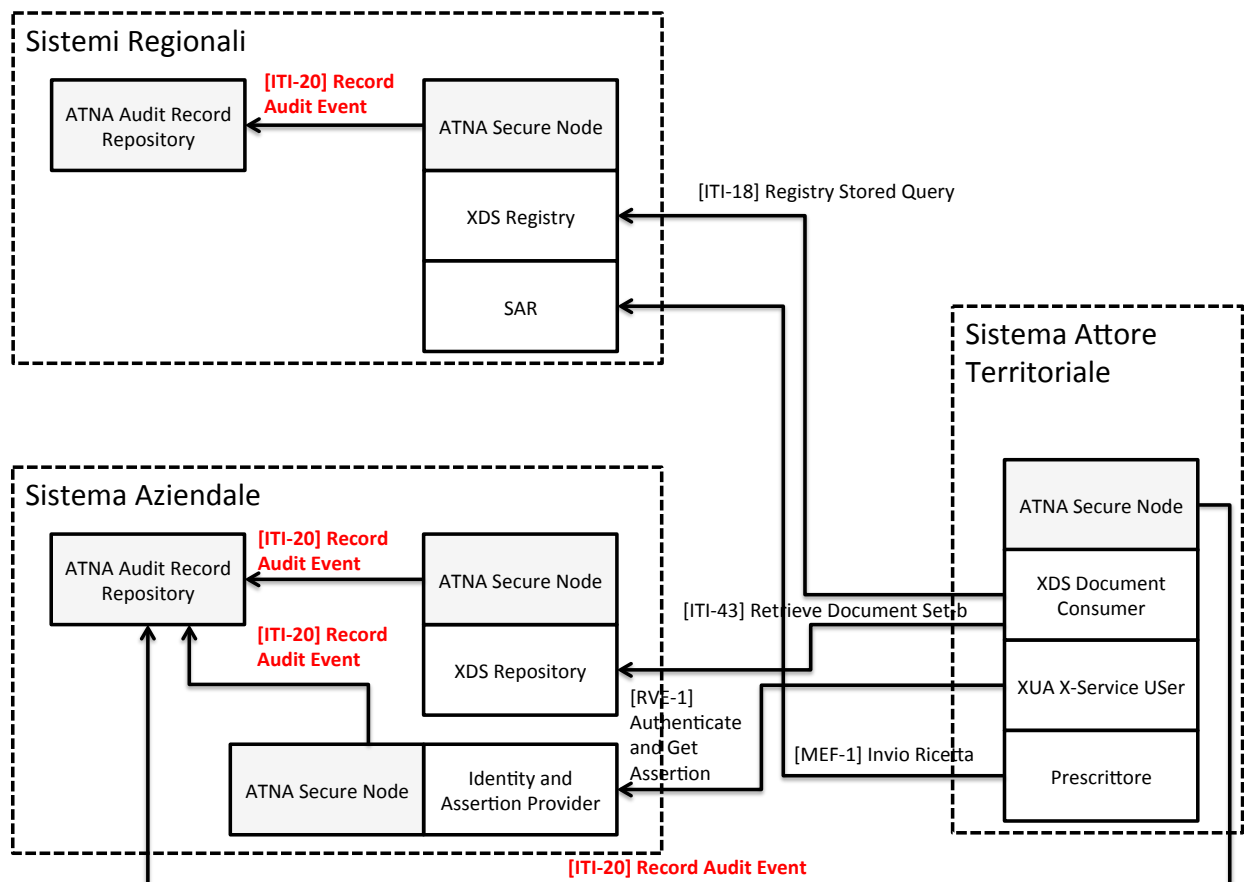 Sistemi Regionali
[ITI-20] Record
Audit Event
ATNA Audit Record
Repository
ATNA Secure Node
XDS Registry
SAR
[ITI-18] Registry Stored Query
Sistema Attore
Territoriale
ATNA Secure Node
XDS Document
Consumer
XUA X-Service USer
Prescrittore
Sistema Aziendale
[ITI-20] Record
Audit Event
ATNA Audit Record
Repository
ATNA Secure Node
[ITI-43] Retrieve Document Set-b
[ITI-20] Record
Audit Event
XDS Repository
[RVE-1]
Authenticate
and Get
Assertion
[MEF-1] Invio Ricetta
ATNA Secure Node
Identity and
Assertion Provider
[ITI-20] Record Audit Event